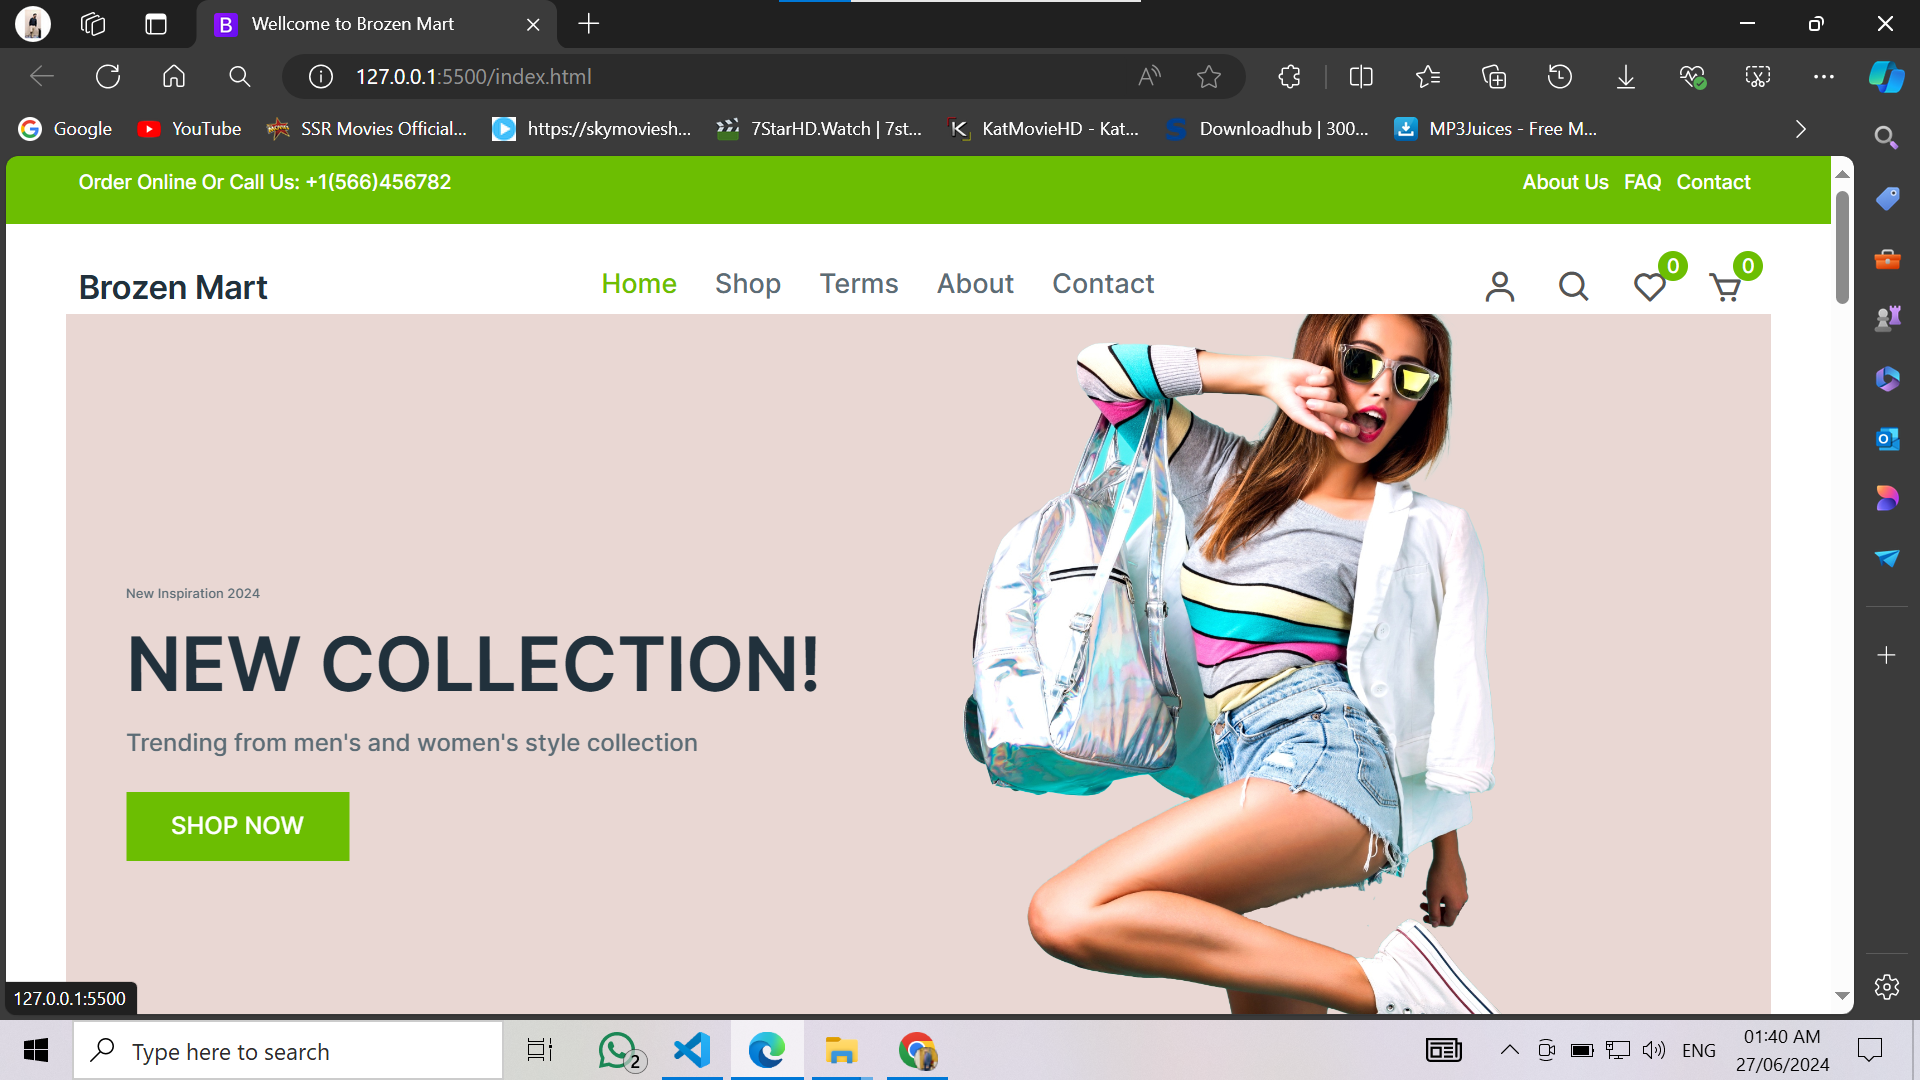 Wellcome to Brozen Mart
127.0.0.1:5500/index.html
Google
YouTube
SSR Movies Official...
https://skymoviesh...
7StarHD.Watch | 7st...
KatMovieHD - Kat...
Downloadhub | 300...
MP3Juices - Free M...
Order Online Or Call Us: +1(566)456782
About Us FAQ Contact
Brozen Mart
Home Shop Terms About Contact
0
0
New Inspiration 2024
NEW COLLECTION!
Trending from men's and women's style collection
SHOP NOW
127.0.0.1:5500
Type here to search
2
ENG
01:40 AM
27/06/2024